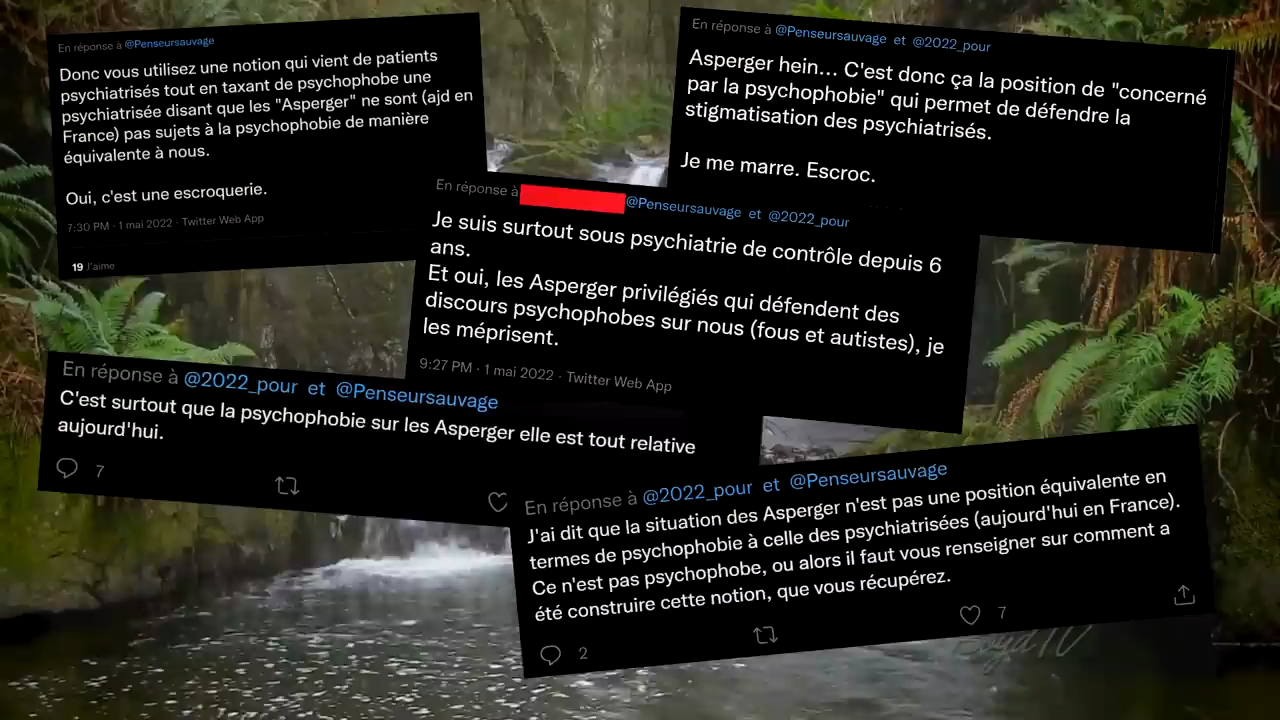 En réponse à @Penseursauvage
Donc vous utilisez une notion qui vient de patients
psychiatrisés tout en taxant de psychophobe une
psychiatrisée disant que les "Asperger" ne sont (ajd en
France) pas sujets à la psychophobie de manière
équivalente à nous.
Oui, c'est une escroquerie.
7:30 PM · 1 mai 2022 · Twitter Web App
19 J'aime
En réponse à @Penseursauvage et @2022_pour
Asperger hein... C'est donc ça la position de "concerné
par la psychophobie" qui permet de défendre la
stigmatisation des psychiatrisés.
Je me marre. Escroc.
En réponse à @Penseursauvage et @2022_pour
Je suis surtout sous psychiatrie de contrôle depuis 6
ans.
Et oui, les Asperger privilégiés qui défendent des
discours psychophobes sur nous (fous et autistes), je
les méprisent.
9:27 PM · 1 mai 2022 · Twitter Web App
En réponse à @2022_pour et @Penseursauvage
C'est surtout que la psychophobie sur les Asperger elle est tout relative
aujourd'hui.
7
En réponse à @2022_pour et @Penseursauvage
J'ai dit que la situation des Asperger n'est pas une position équivalente en
termes de psychophobie à celle des psychiatrisées (aujourd'hui en France).
Ce n'est pas psychophobe, ou alors il faut vous renseigner sur comment a
été construire cette notion, que vous récupérez.
2 7